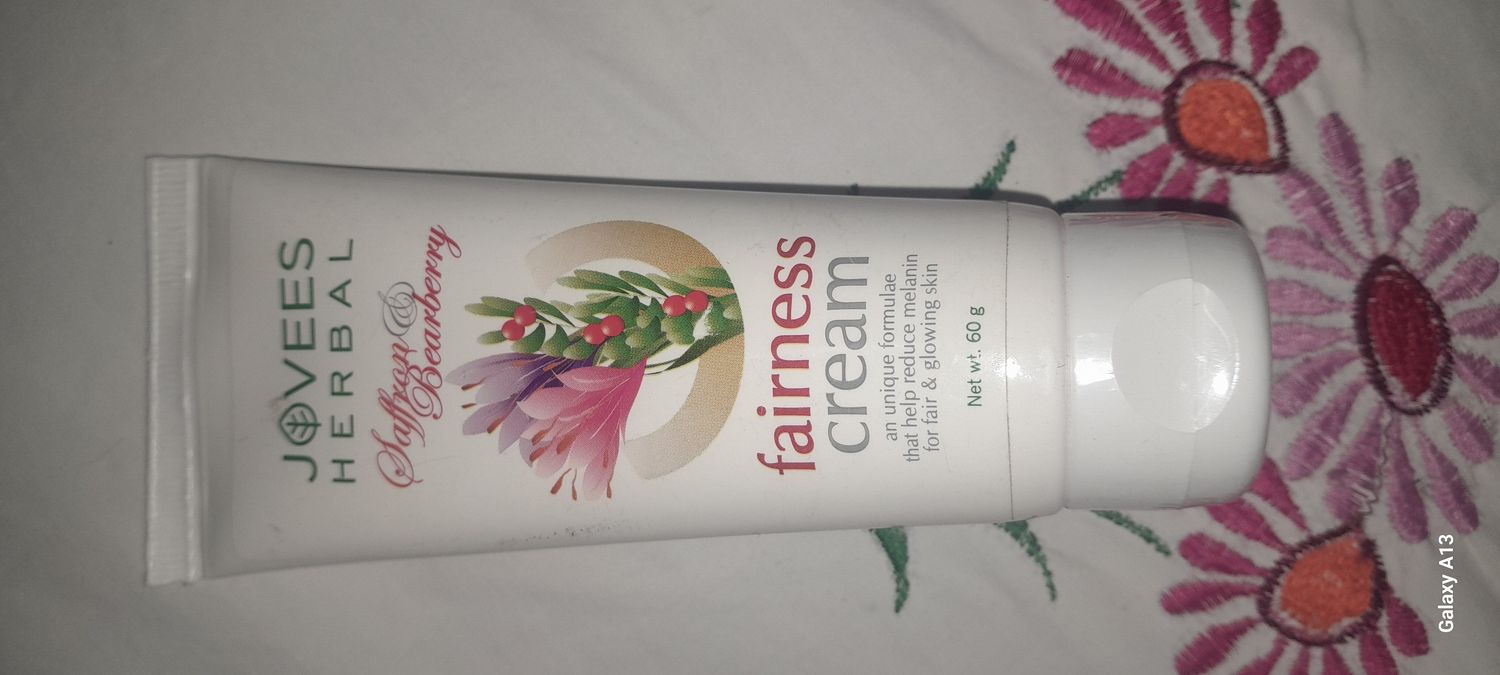 JOVEES
HERBAL
Saffron &
Bearberry
fairness
cream
an unique formulae
that help reduce melanin
for fair & glowing skin
Net wt. 60 g
Galaxy A13